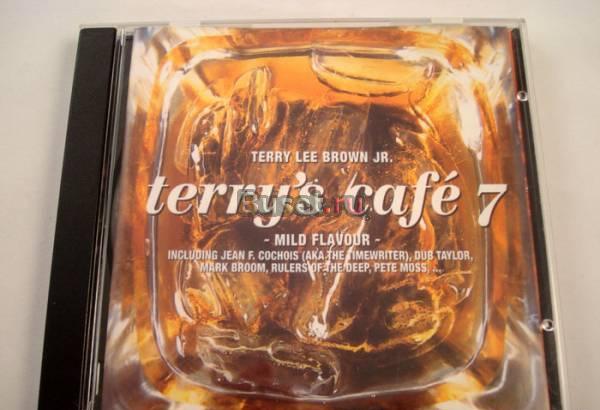 TERRY LEE BROWN JR.
terry's café 7
- MILD FLAVOUR -
INCLUDING JEAN F. COCHOIS (AKA THE TIMEWRITER), DUB TAYLOR,
MARK BROOM, RULERS OF THE DEEP, PETE MOSS, ...